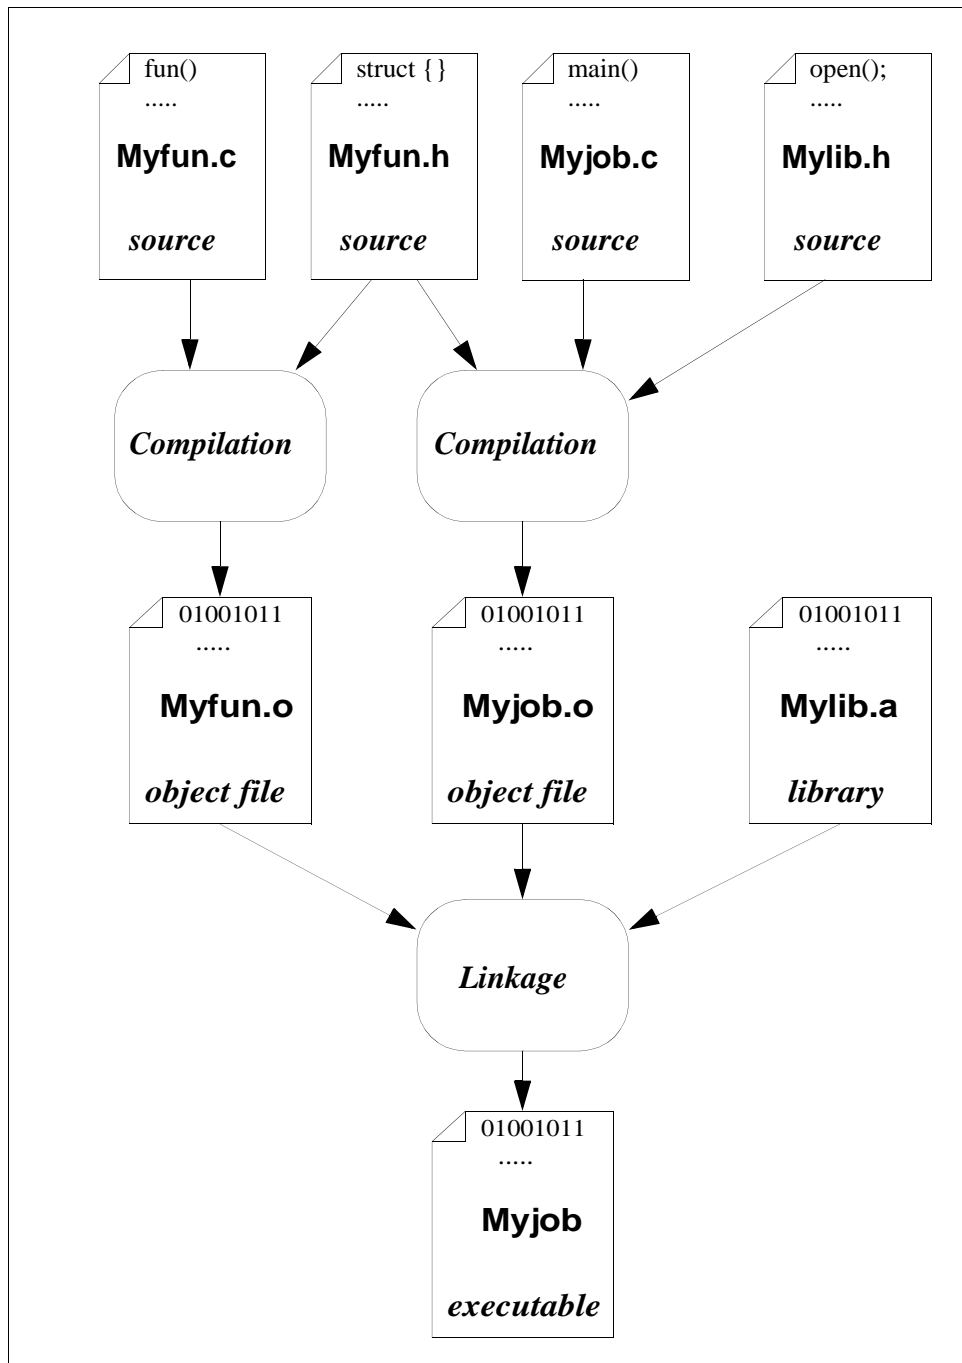 fun()
.....
Myfun.c
source
struct {}
.....
Myfun.h
source
main()
.....
Myjob.c
source
open();
.....
Mylib.h
source
Compilation
Compilation
01001011
.....
Myfun.o
object file
01001011
.....
Myjob.o
object file
01001011
.....
Mylib.a
library
Linkage
01001011
.....
Myjob
executable